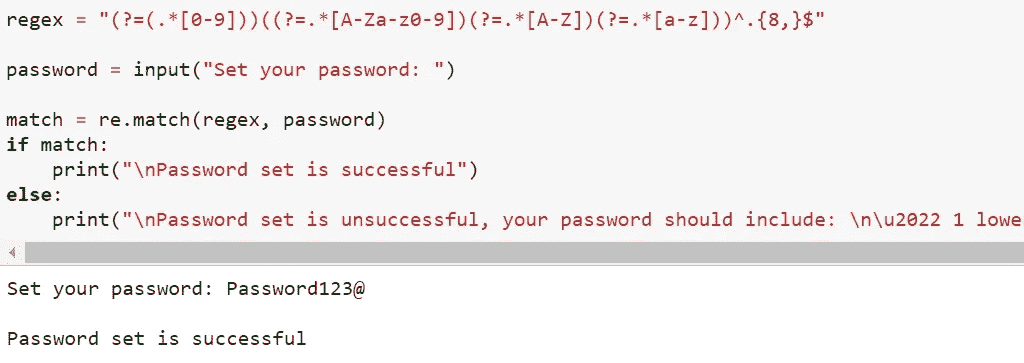 regex = "(?=(.*[0-9]))((?=.*[A-Za-z0-9])(?=.*[A-Z])(?=.*[a-z]))^.{8,}$"
password = input("Set your password: ")
match = re.match(regex, password)
if match:
    print("\nPassword set is successful")
else:
    print("\nPassword set is unsuccessful, your password should include: \n\u2022 1 lowe
Set your password: Password123@
Password set is successful